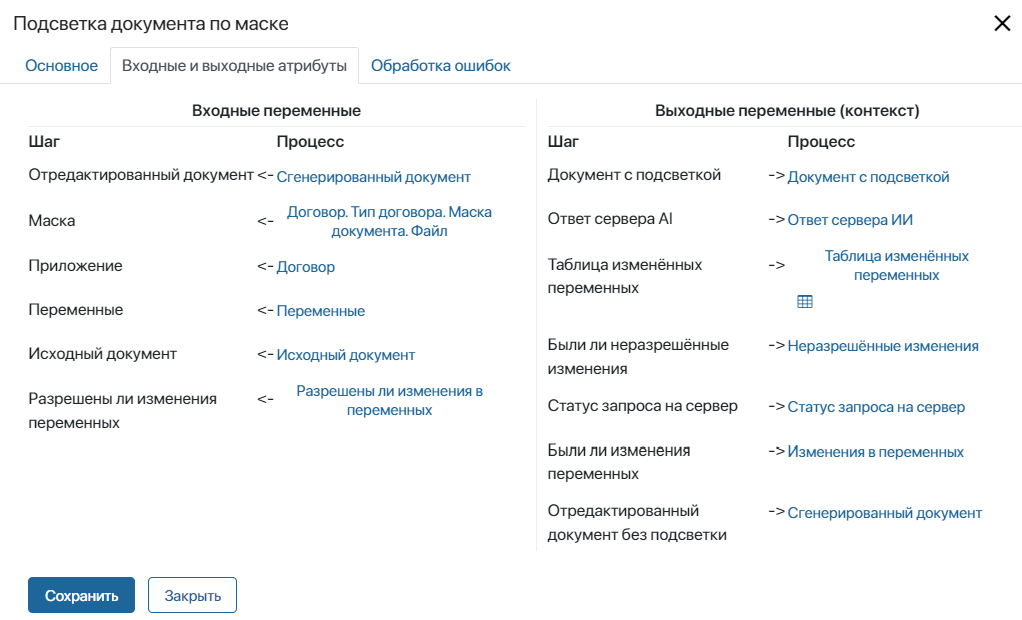 Подсветка документа по маске
Основное
Входные и выходные атрибуты
Обработка ошибок
Входные переменные
Шаг Процесс
Отредактированный документ <- Сгенерированный документ
Маска <- Договор. Тип договора. Маска
документа. Файл
Приложение <- Договор
Переменные <- Переменные
Исходный документ <- Исходный документ
Разрешены ли изменения
переменных
<- Разрешены ли изменения в
переменных
Выходные переменные (контекст)
Шаг Процесс
Документ с подсветкой -> Документ с подсветкой
Ответ сервера AI -> Ответ сервера ИИ
Таблица изменённых
переменных
-> Таблица изменённых
переменных
Были ли неразрешённые
изменения
-> Неразрешённые изменения
Статус запроса на сервер -> Статус запроса на сервер
Были ли изменения
переменных
-> Изменения в переменных
Отредактированный
документ без подсветки
-> Сгенерированный документ
Сохранить
Закрыть